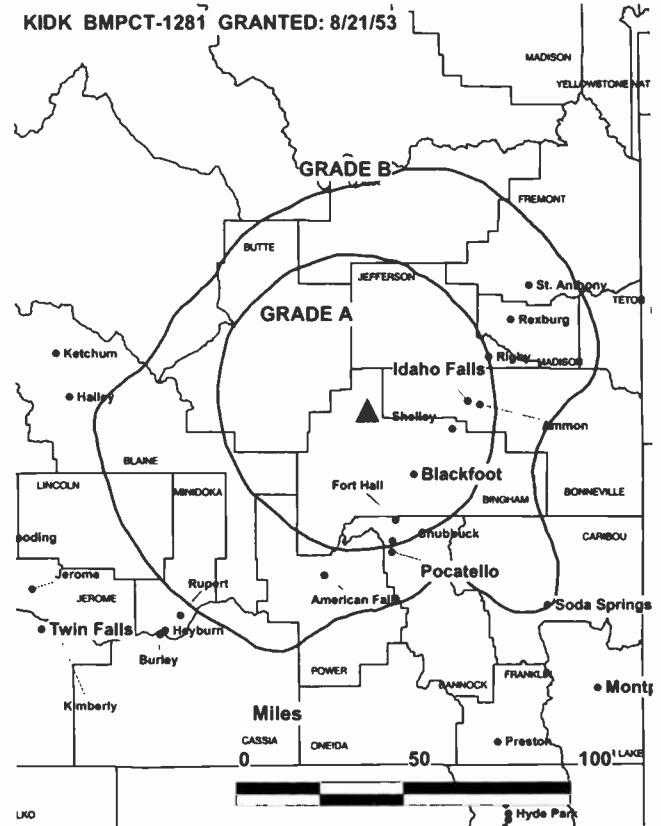 KIDK BMPCT-1281 GRANTED: 8/21/53
MADISON
YELLOWSTONE NAT
GRADE B
FREMONT
BUTTE
JEFFERSON
St. Anthony
TETON
GRADE A
Rexburg
Ketchum
Rigby
MADISON
Idaho Falls
Hailey
Shelley
Ammon
BLAINE
Blackfoot
LINCOLN
MINIDOKA
Fort Hall
BINGHAM
BONNEVILLE
ooding
Chubbuck
CARIBOU
Jerome
Pocatello
JEROME
Rupert
American Fall
Soda Springs
Twin Falls
Heyburn
Burley
POWER
FRANKLIN
BANNOCK
Montp
Kimberly
Miles
CASSIA
ONEIDA
Preston
LAKE
0 50 100
LKO
Hyde Park